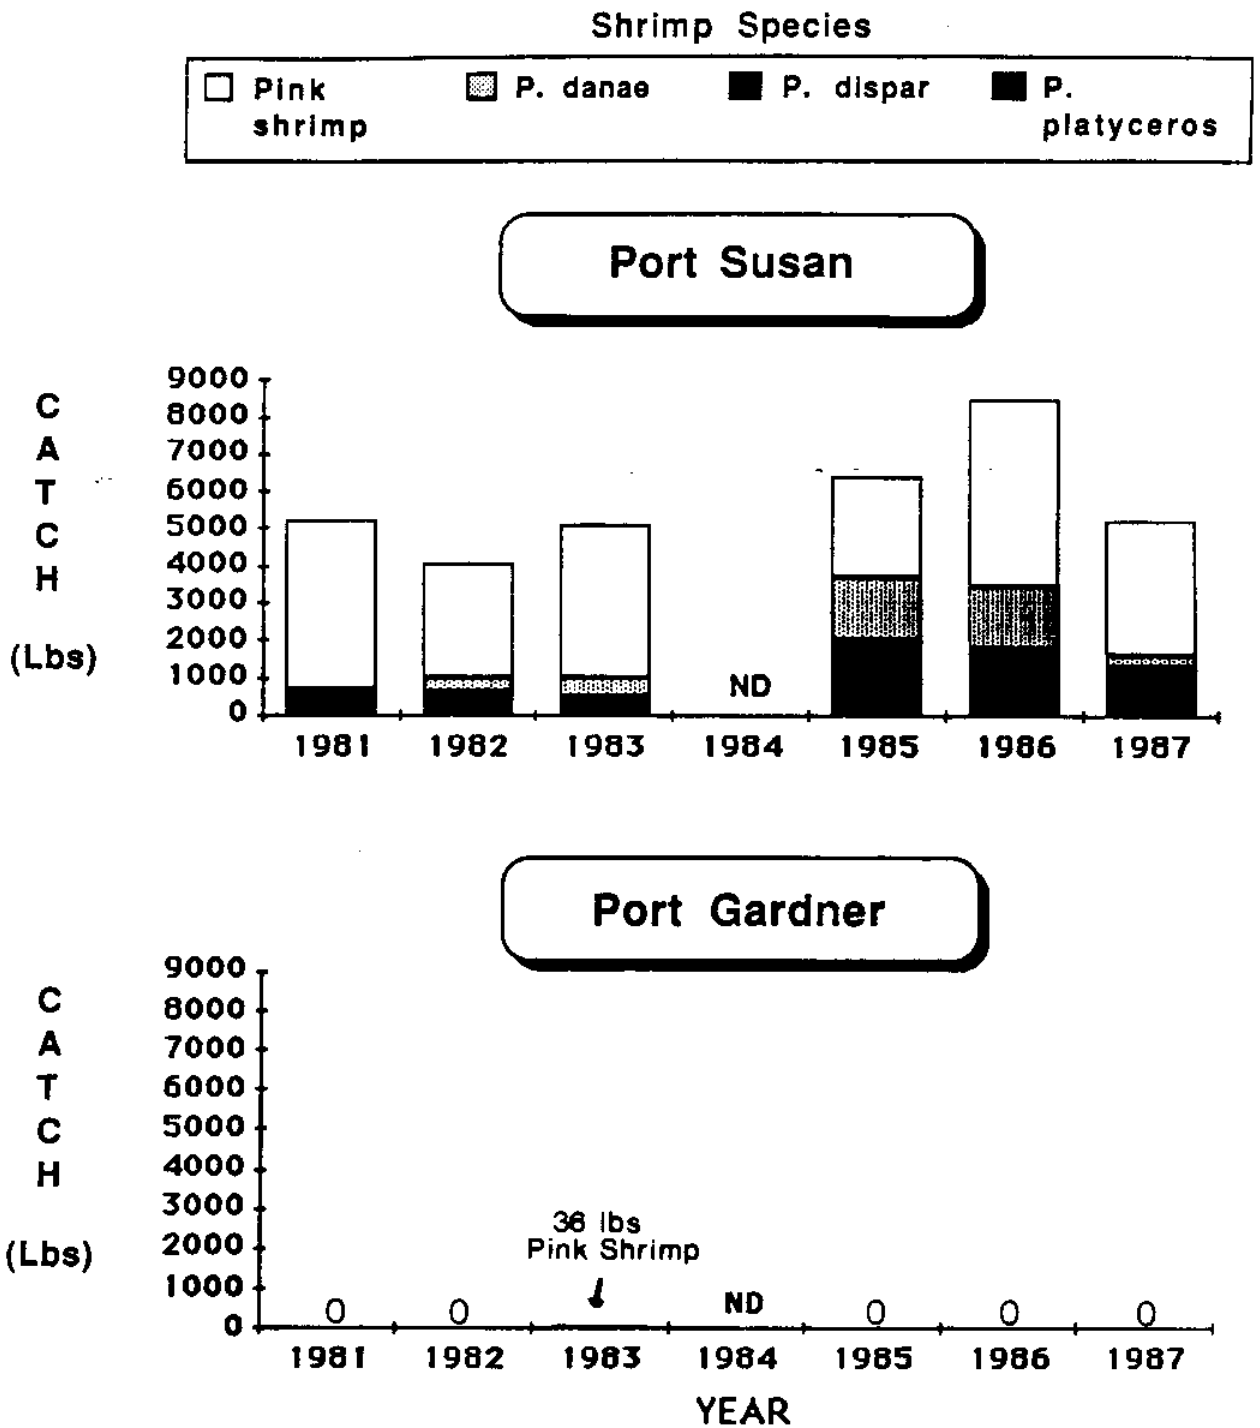 Shrimp Species
Pink shrimp
P. danae
P. dispar
P. platyceros
Port Susan
CATCH
(Lbs)
9000
8000
7000
6000
5000
4000
3000
2000
1000
0
ND
1981 1982 1983 1984 1985 1986 1987
Port Gardner
CATCH
(Lbs)
9000
8000
7000
6000
5000
4000
3000
2000
1000
0
36 lbs
Pink Shrimp
0 0 ND 0 0 0
1981 1982 1983 1984 1985 1986 1987
YEAR